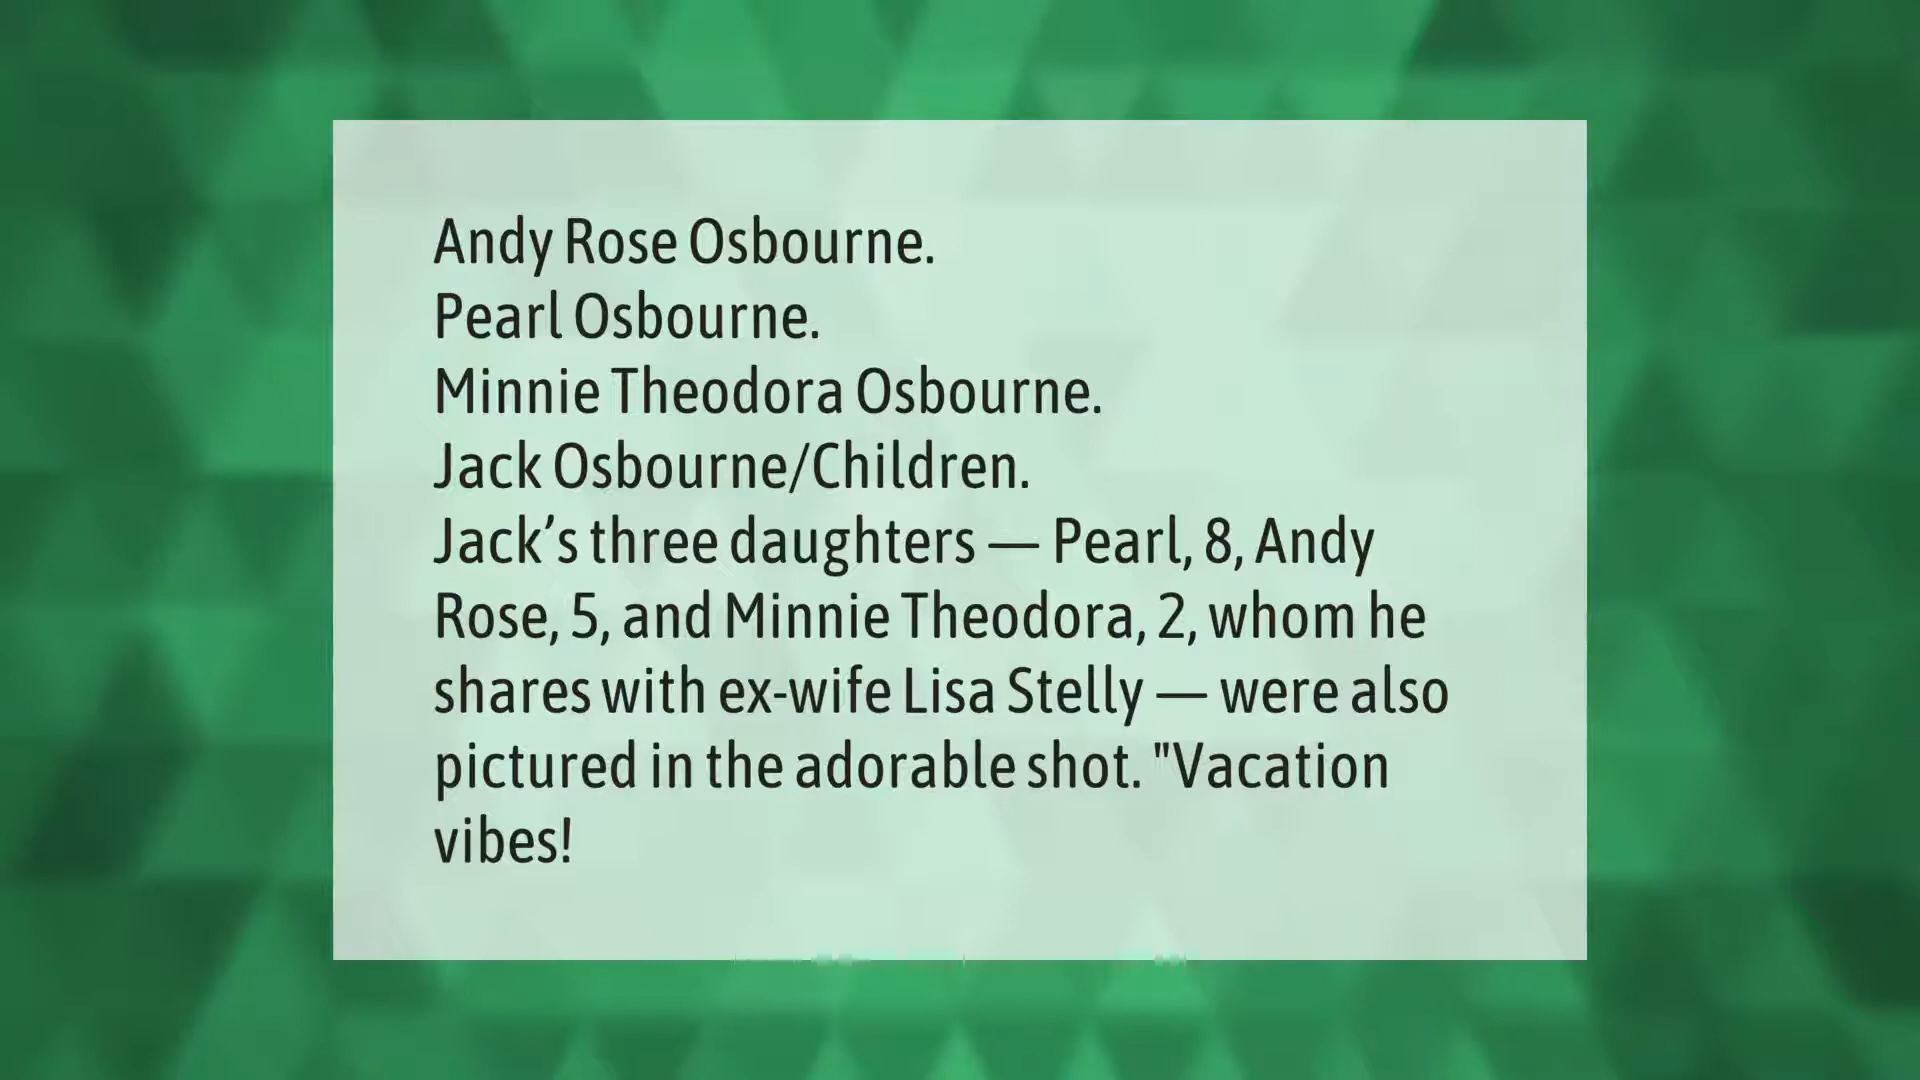 Andy Rose Osbourne.
Pearl Osbourne.
Minnie Theodora Osbourne.
Jack Osbourne/Children.
Jack’s three daughters — Pearl, 8, Andy
Rose, 5, and Minnie Theodora, 2, whom he
shares with ex-wife Lisa Stelly — were also
pictured in the adorable shot. "Vacation
vibes!